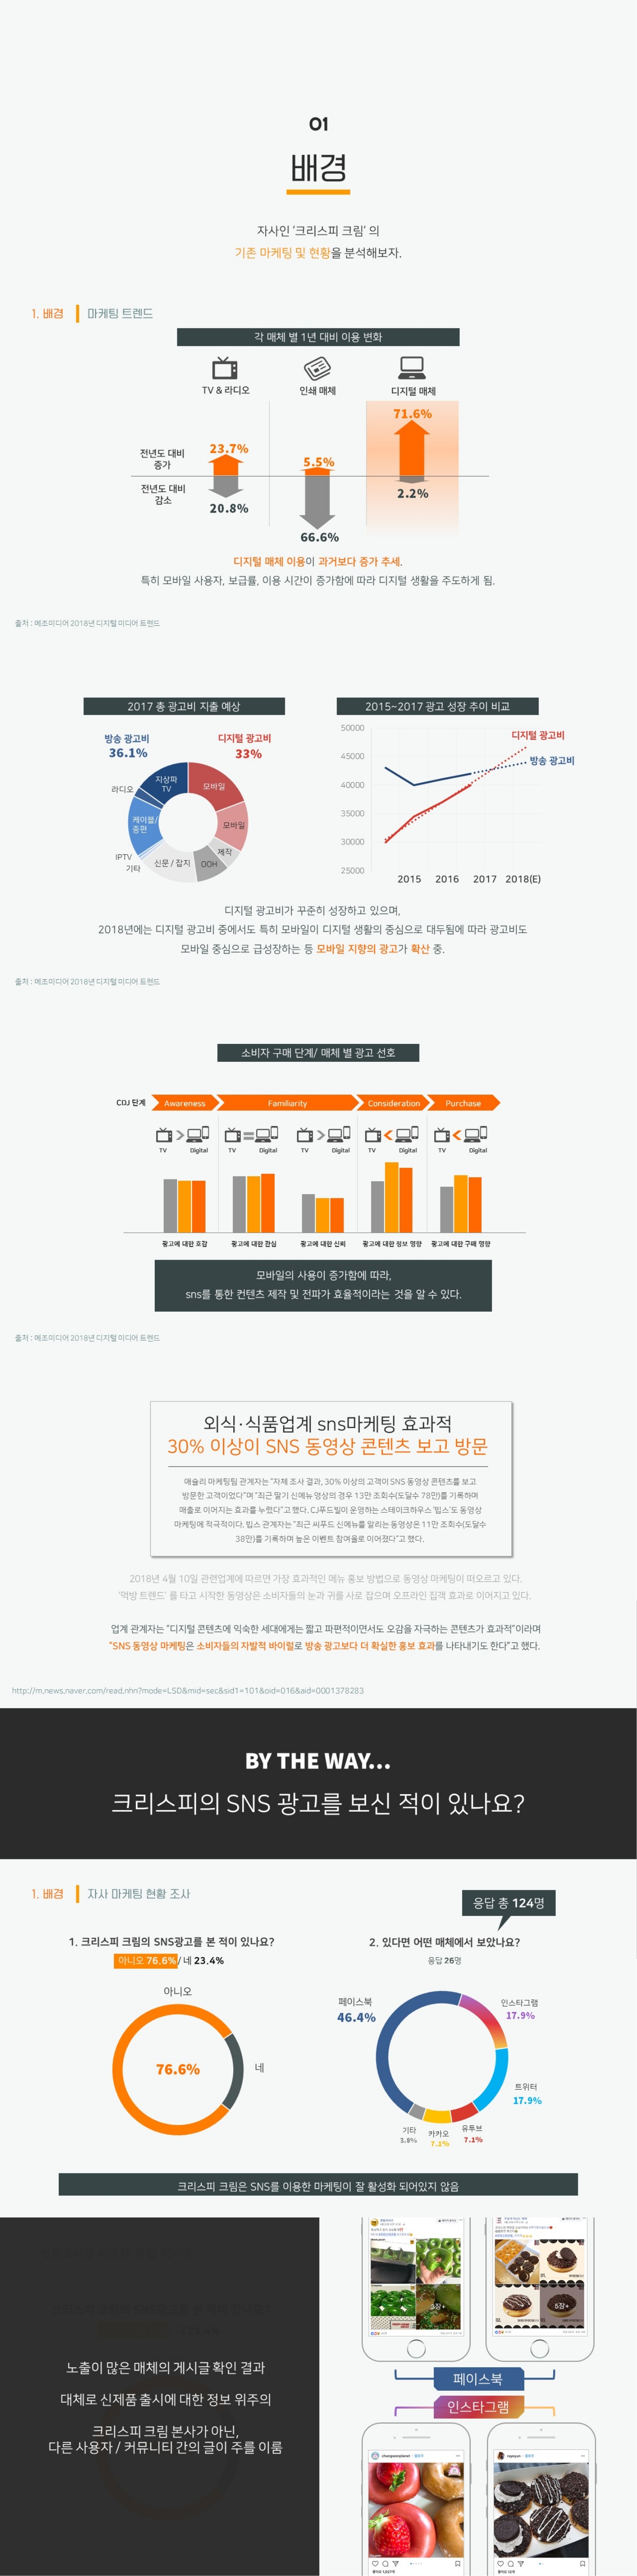 01
배경
자사인 '크리스피 크림' 의
기존 마케팅 및 현황을 분석해보자.
1. 배경 마케팅 트렌드
각 매체 별 1년 대비 이용 변화
TV & 라디오 인쇄 매체 디지털 매체
71.6%
전년도 대비
증가
23.7%
5.5%
전년도 대비
감소
20.8%
2.2%
66.6%
디지털 매체 이용이 과거보다 증가 추세.
특히 모바일 사용자, 보급률, 이용 시간이 증가함에 따라 디지털 생활을 주도하게 됨.
출처 : 메조미디어 2018년 디지털 미디어 트렌드
2017 총 광고비 지출 예상
방송 광고비
36.1%
디지털 광고비
33%
지상파
TV
모바일
라디오
케이블/
종편
모바일
IPTV
기타
신문 / 잡지
OOH
제작
2015~2017 광고 성장 추이 비교
50000
45000
40000
35000
30000
25000
디지털 광고비
방송 광고비
2015 2016 2017 2018(E)
디지털 광고비가 꾸준히 성장하고 있으며,
2018년에는 디지털 광고비 중에서도 특히 모바일이 디지털 생활의 중심으로 대두됨에 따라 광고비도
모바일 중심으로 급성장하는 등 모바일 지향의 광고가 확산 중.
출처 : 메조미디어 2018년 디지털 미디어 트렌드
소비자 구매 단계/ 매체 별 광고 선호
CDJ 단계 Awareness Familiarity Consideration Purchase
TV Digital TV Digital TV Digital TV Digital TV Digital
광고에 대한 호감 광고에 대한 관심 광고에 대한 신뢰 광고에 대한 정보 영향 광고에 대한 구매 영향
모바일의 사용이 증가함에 따라,
sns를 통한 컨텐츠 제작 및 전파가 효율적이라는 것을 알 수 있다.
출처 : 메조미디어 2018년 디지털 미디어 트렌드
외식·식품업계 sns마케팅 효과적
30% 이상이 SNS 동영상 콘텐츠 보고 방문
애슐리 마케팅팀 관계자는 "자체 조사 결과, 30% 이상의 고객이 SNS 동영상 콘텐츠를 보고
방문한 고객이었다"며 "최근 딸기 신메뉴 영상의 경우 13만 조회수(도달수 78만)를 기록하며
매출로 이어지는 효과를 누렸다"고 했다. CJ푸드빌이 운영하는 스테이크하우스 '빕스'도 동영상
마케팅에 적극적이다. 빕스 관계자는 "최근 씨푸드 신메뉴를 알리는 동영상은 11만 조회수(도달수
38만)를 기록하며 높은 이벤트 참여율로 이어졌다"고 했다.
2018년 4월 10일 관련업계에 따르면 가장 효과적인 메뉴 홍보 방법으로 동영상 마케팅이 떠오르고 있다.
'먹방 트렌드' 를 타고 시작한 동영상은 소비자들의 눈과 귀를 사로 잡으며 오프라인 집객 효과로 이어지고 있다.
업계 관계자는 "디지털 콘텐츠에 익숙한 세대에게는 짧고 파편적이면서도 오감을 자극하는 콘텐츠가 효과적"이라며
"SNS 동영상 마케팅은 소비자들의 자발적 바이럴로 방송 광고보다 더 확실한 홍보 효과를 나타내기도 한다"고 했다.
http://m.news.naver.com/read.nhn?mode=LSD&mid=sec&sid1=101&oid=016&aid=0001378283
BY THE WAY...
크리스피의 SNS 광고를 보신 적이 있나요?
1. 배경 자사 마케팅 현황 조사
응답 총 124명
1. 크리스피 크림의 SNS광고를 본 적이 있나요?
아니오 76.6% / 네 23.4%
아니오
76.6%
네
2. 있다면 어떤 매체에서 보았나요?
응답 26명
페이스북
46.4%
인스타그램
17.9%
트위터
17.9%
유투브
7.1%
카카오
7.1%
기타
3.8%
크리스피 크림은 SNS를 이용한 마케팅이 잘 활성화 되어있지 않음
노출이 많은 매체의 게시글 확인 결과
대체로 신제품 출시에 대한 정보 위주의
크리스피 크림 본사가 아닌,
다른 사용자 / 커뮤니티 간의 글이 주를 이룸
3장+
5장+
페이스북
인스타그램